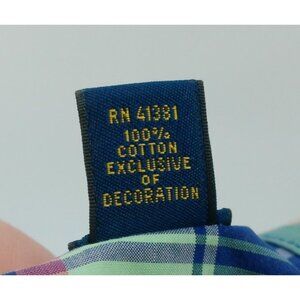 RN 41381
100%
COTTON
EXCLUSIVE
OF
DECORATION